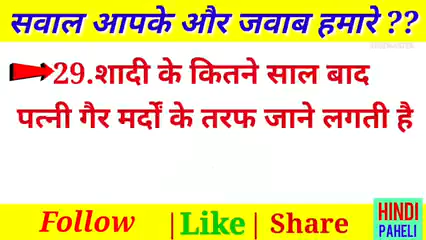 सवाल आपके और जवाब हमारे ??
29.शादी के कितने साल बाद
पत्नी गैर मर्दों के तरफ जाने लगती है
Follow | Like | Share
HINDI
PAHELI